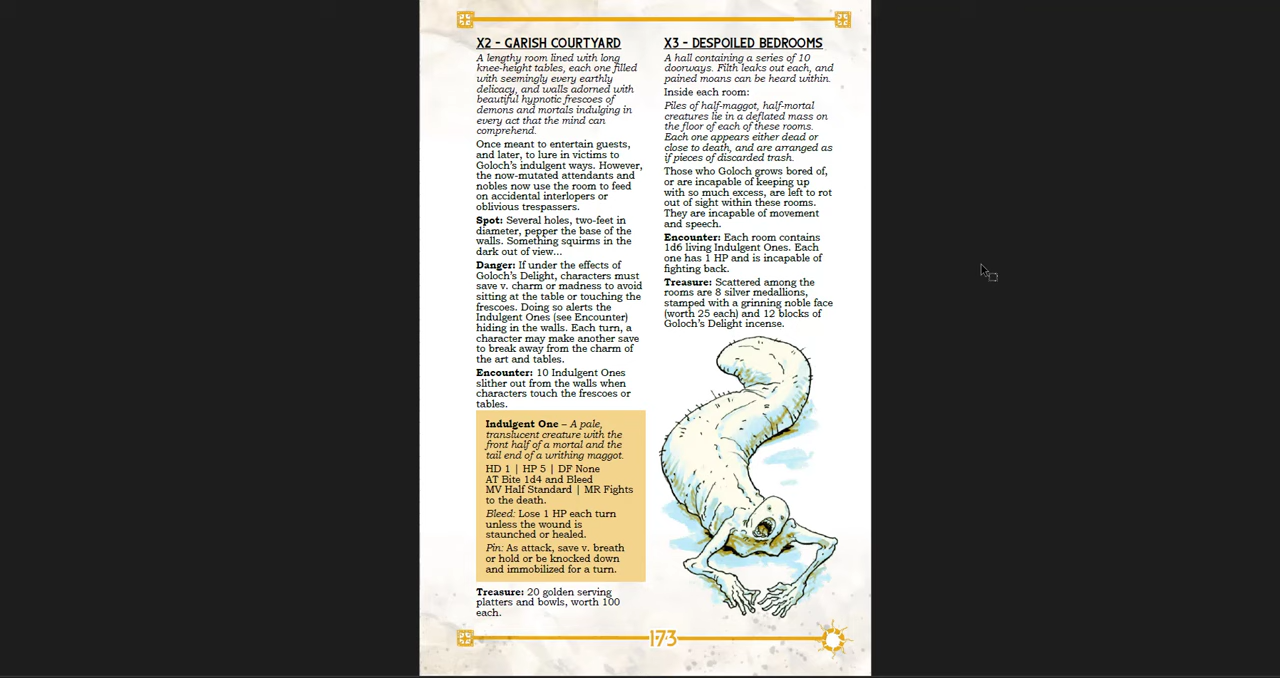 X2 - GARISH COURTYARD
A lengthy room lined with long
knee-height tables, each one filled
with seemingly every earthly
delicacy, and walls adorned with
beautiful hypnotic frescoes of
demons and mortals indulging in
every act that the mind can
comprehend.
Once meant to entertain guests,
and later, to lure in victims to
Goloch's indulgent ways. However,
the now-mutated attendants and
nobles now use the room to feed
on accidental interlopers or
oblivious trespassers.
Spot: Several holes, two-feet in
diameter, pepper the base of the
walls. Something squirms in the
dark out of view...
Danger: If under the effects of
Goloch's Delight, characters must
save v. charm or madness to avoid
sitting at the table or touching the
frescoes. Doing so alerts the
Indulgent Ones (see Encounter)
hiding in the walls. Each turn, a
character may make another save
to break away from the charm of
the art and tables.
Encounter: 10 Indulgent Ones
slither out from the walls when
characters touch the frescoes or
tables.
Indulgent One – A pale,
translucent creature with the
front half of a mortal and the
tail end of a writhing maggot.
HD 1 | HP 5 | DF None
AT Bite 1d4 and Bleed
MV Half Standard | MR Fights
to the death.
Bleed: Lose 1 HP each turn
unless the wound is
staunched or healed.
Pin: As attack, save v. breath
or hold or be knocked down
and immobilized for a turn.
Treasure: 20 golden serving
platters and bowls, worth 100
each.
X3 - DESPOILED BEDROOMS
A hall containing a series of 10
doorways. Filth leaks out each, and
pained moans can be heard within.
Inside each room:
Piles of half-maggot, half-mortal
creatures lie in a deflated mass on
the floor of each of these rooms.
Each one appears either dead or
close to death, and are arranged as
if pieces of discarded trash.
Those who Goloch grows bored of,
or are incapable of keeping up
with so much excess, are left to rot
out of sight within these rooms.
They are incapable of movement
and speech.
Encounter: Each room contains
1d6 living Indulgent Ones. Each
one has 1 HP and is incapable of
fighting back.
Treasure: Scattered among the
rooms are 8 silver medallions,
stamped with a grinning noble face
(worth 25 each) and 12 blocks of
Goloch's Delight incense.
173